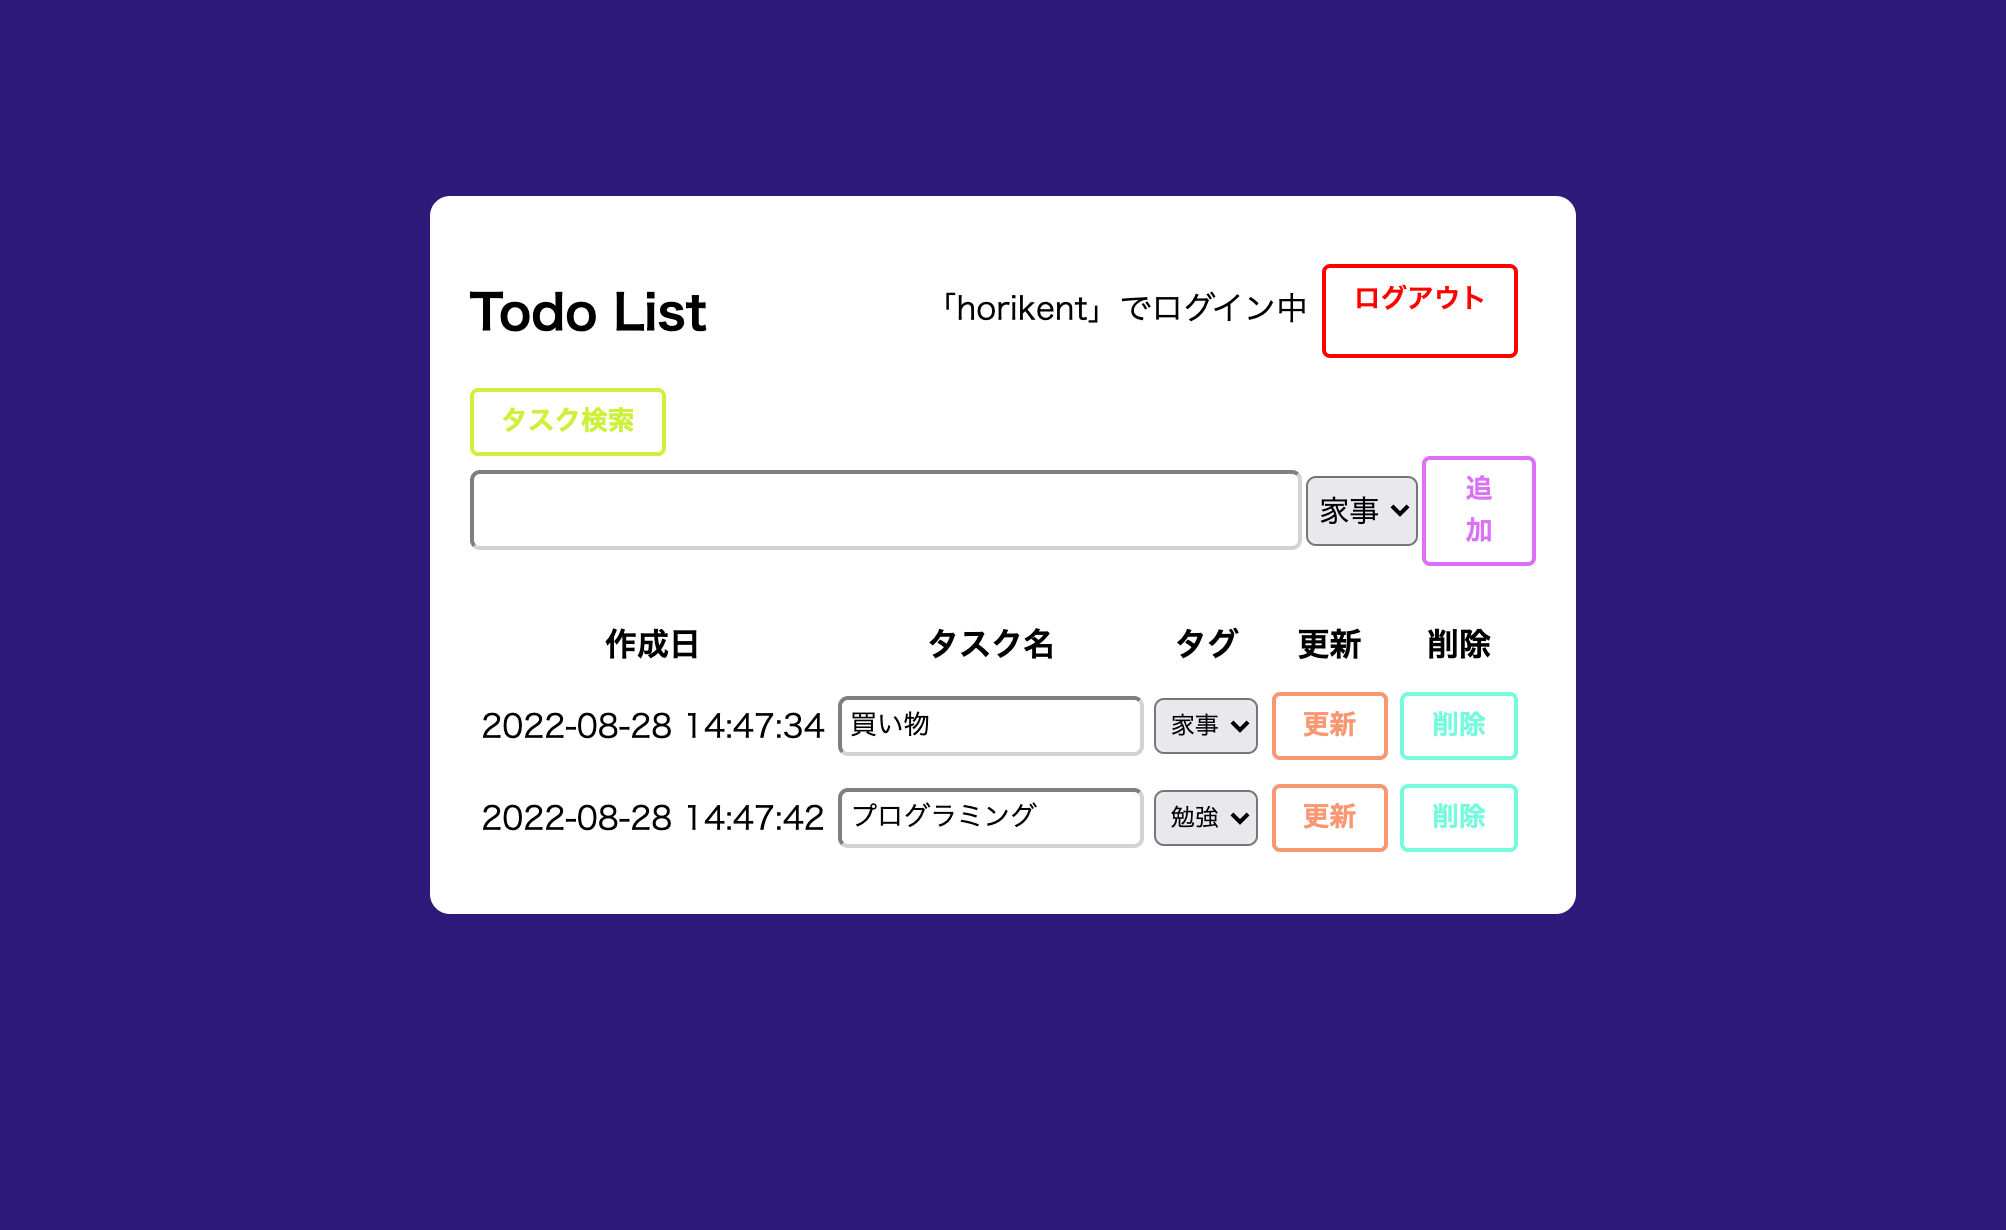 Todo List
「horikent」でログイン中
ログアウト
タスク検索
家事
追
加
作成日 タスク名 タグ 更新 削除
2022-08-28 14:47:34 買い物 家事 更新 削除
2022-08-28 14:47:42 プログラミング 勉強 更新 削除